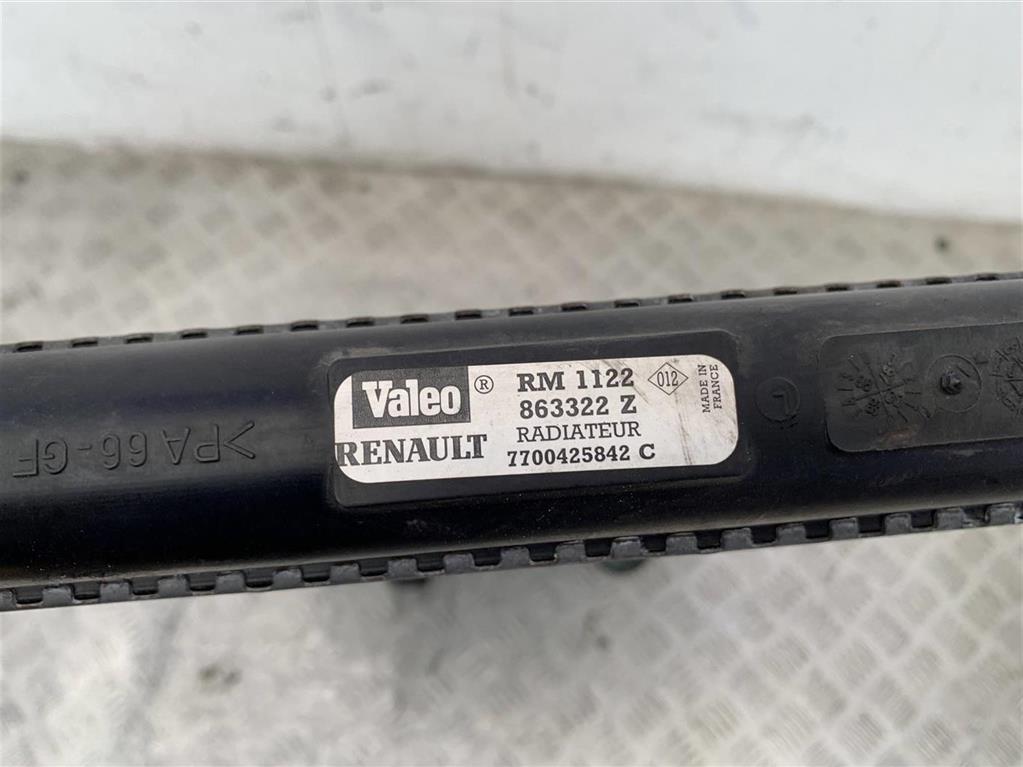 >PA 66-GF
Valeo ®
RENAULT
RM 1122
863322 Z
RADIATEUR
7700425842 C
012
MADE IN
FRANCE